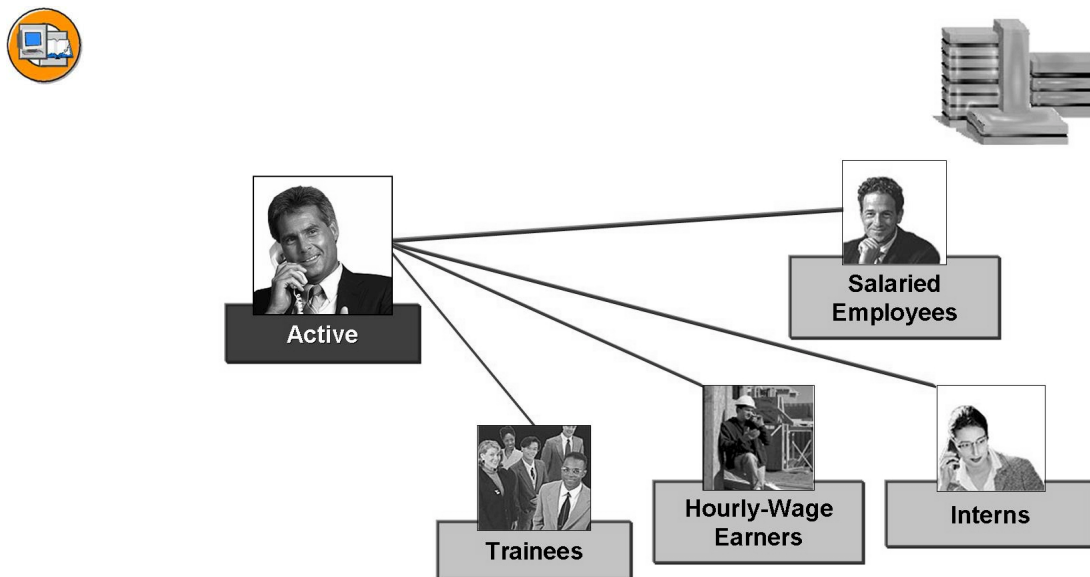 Active
Salaried
Employees
Trainees
Hourly-Wage
Earners
Interns